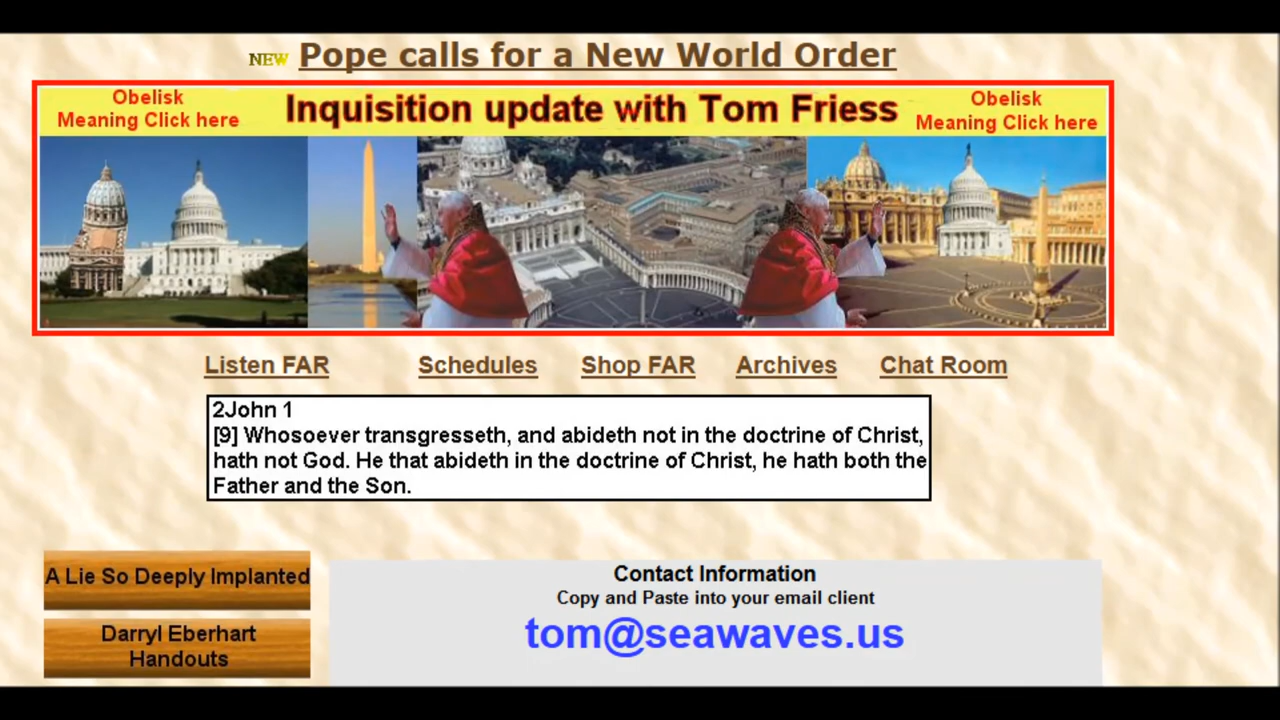 NEW Pope calls for a New World Order
Obelisk
Meaning Click here
Inquisition update with Tom Friess
Obelisk
Meaning Click here
Listen FAR Schedules Shop FAR Archives Chat Room
2John 1
[9] Whosoever transgresseth, and abideth not in the doctrine of Christ,
hath not God. He that abideth in the doctrine of Christ, he hath both the
Father and the Son.
A Lie So Deeply Implanted
Darryl Eberhart
Handouts
Contact Information
Copy and Paste into your email client
tom@seawaves.us